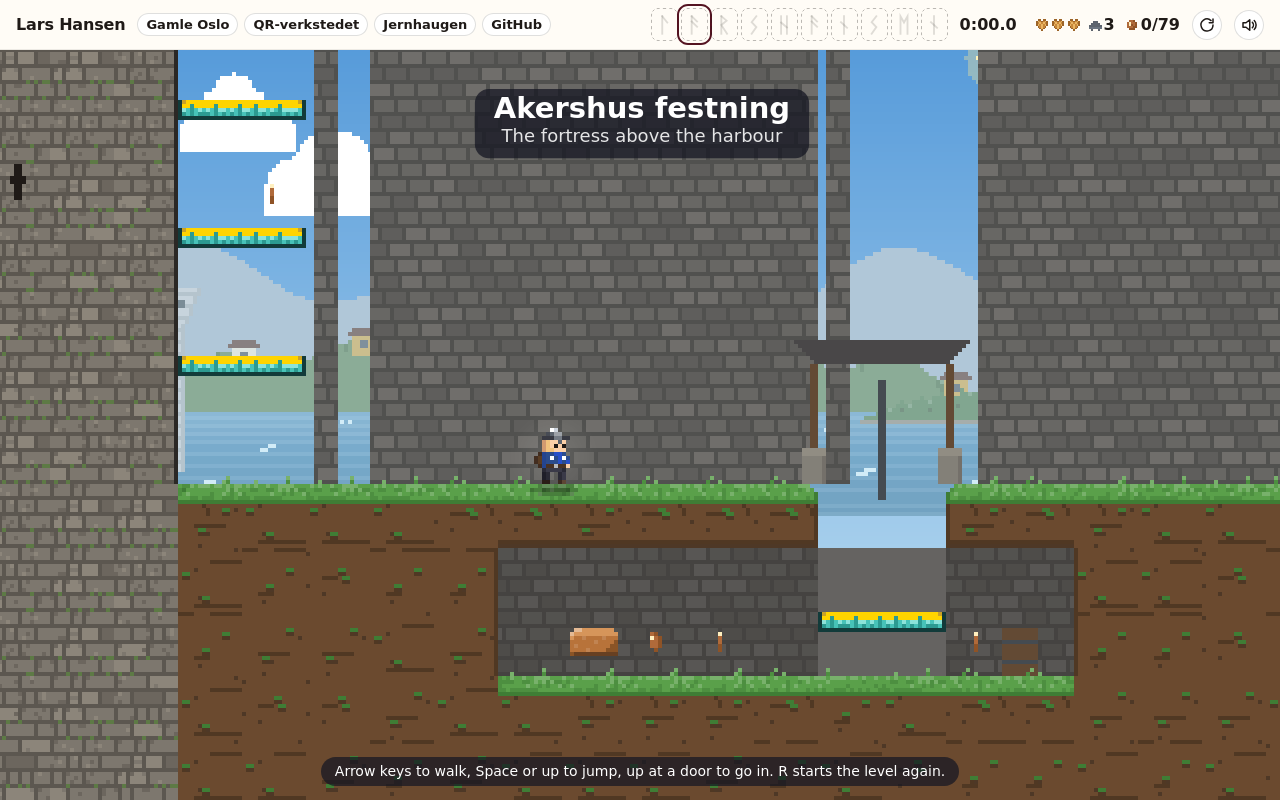 Lars Hansen
Gamle Oslo
QR-verkstedet
Jernhaugen
GitHub
ᛚ ᚫ ᚱ ᛊ ᚺ ᚫ ᚾ ᛊ ᛖ ᚾ
0:00.0
3
0/79
Akershus festning
The fortress above the harbour
Arrow keys to walk, Space or up to jump, up at a door to go in. R starts the level again.